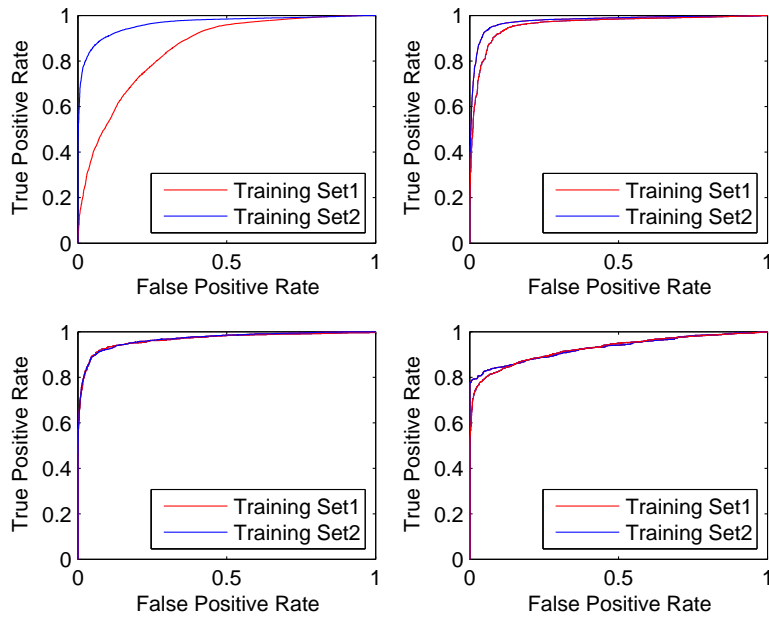 1
0.8
0.6
0.4
0.2
0
True Positive Rate
Training Set1
Training Set2
0
0.5
1
False Positive Rate
1
0.8
0.6
0.4
0.2
0
True Positive Rate
Training Set1
Training Set2
0
0.5
1
False Positive Rate
1
0.8
0.6
0.4
0.2
0
True Positive Rate
Training Set1
Training Set2
0
0.5
1
False Positive Rate
1
0.8
0.6
0.4
0.2
0
True Positive Rate
Training Set1
Training Set2
0
0.5
1
False Positive Rate